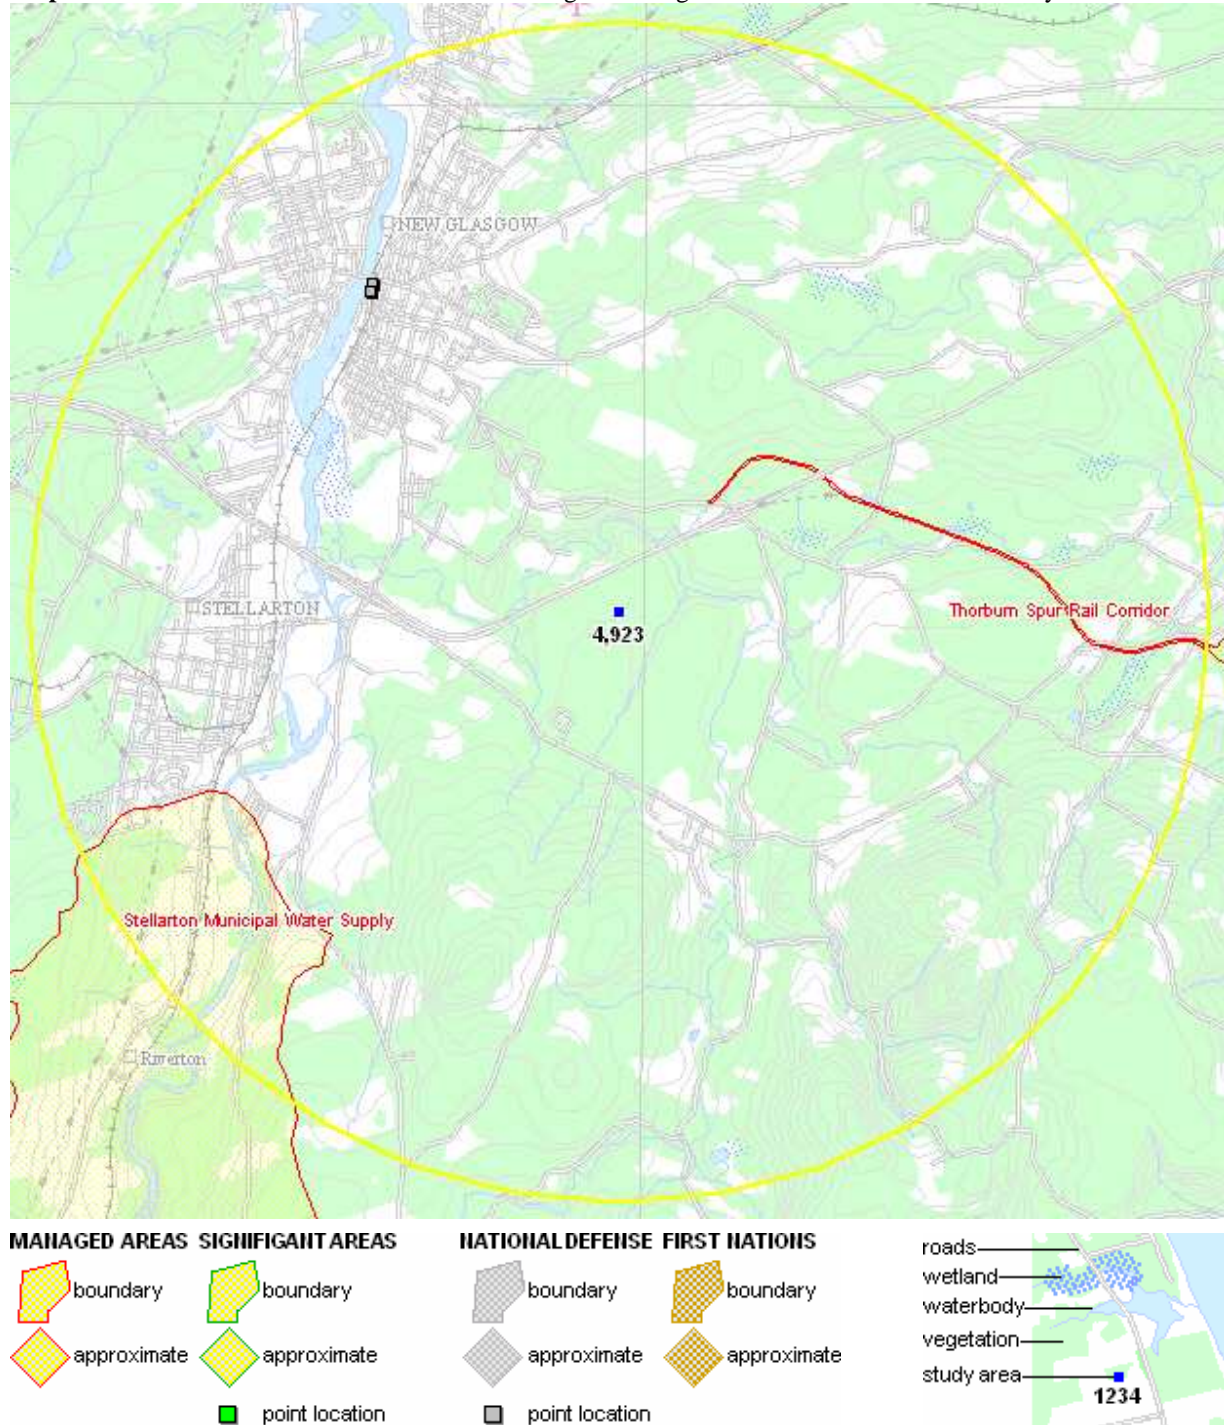 NEW GLASGOW
STELLARTON
4,923
Thorburn Spur Rail Corridor
Stellarton Municipal Water Supply
Riverton
MANAGED AREAS
boundary
approximate
SIGNIFIGANT AREAS
boundary
approximate
point location
NATIONAL DEFENSE
boundary
approximate
point location
FIRST NATIONS
boundary
approximate
roads
wetland
waterbody
vegetation
study area
1234